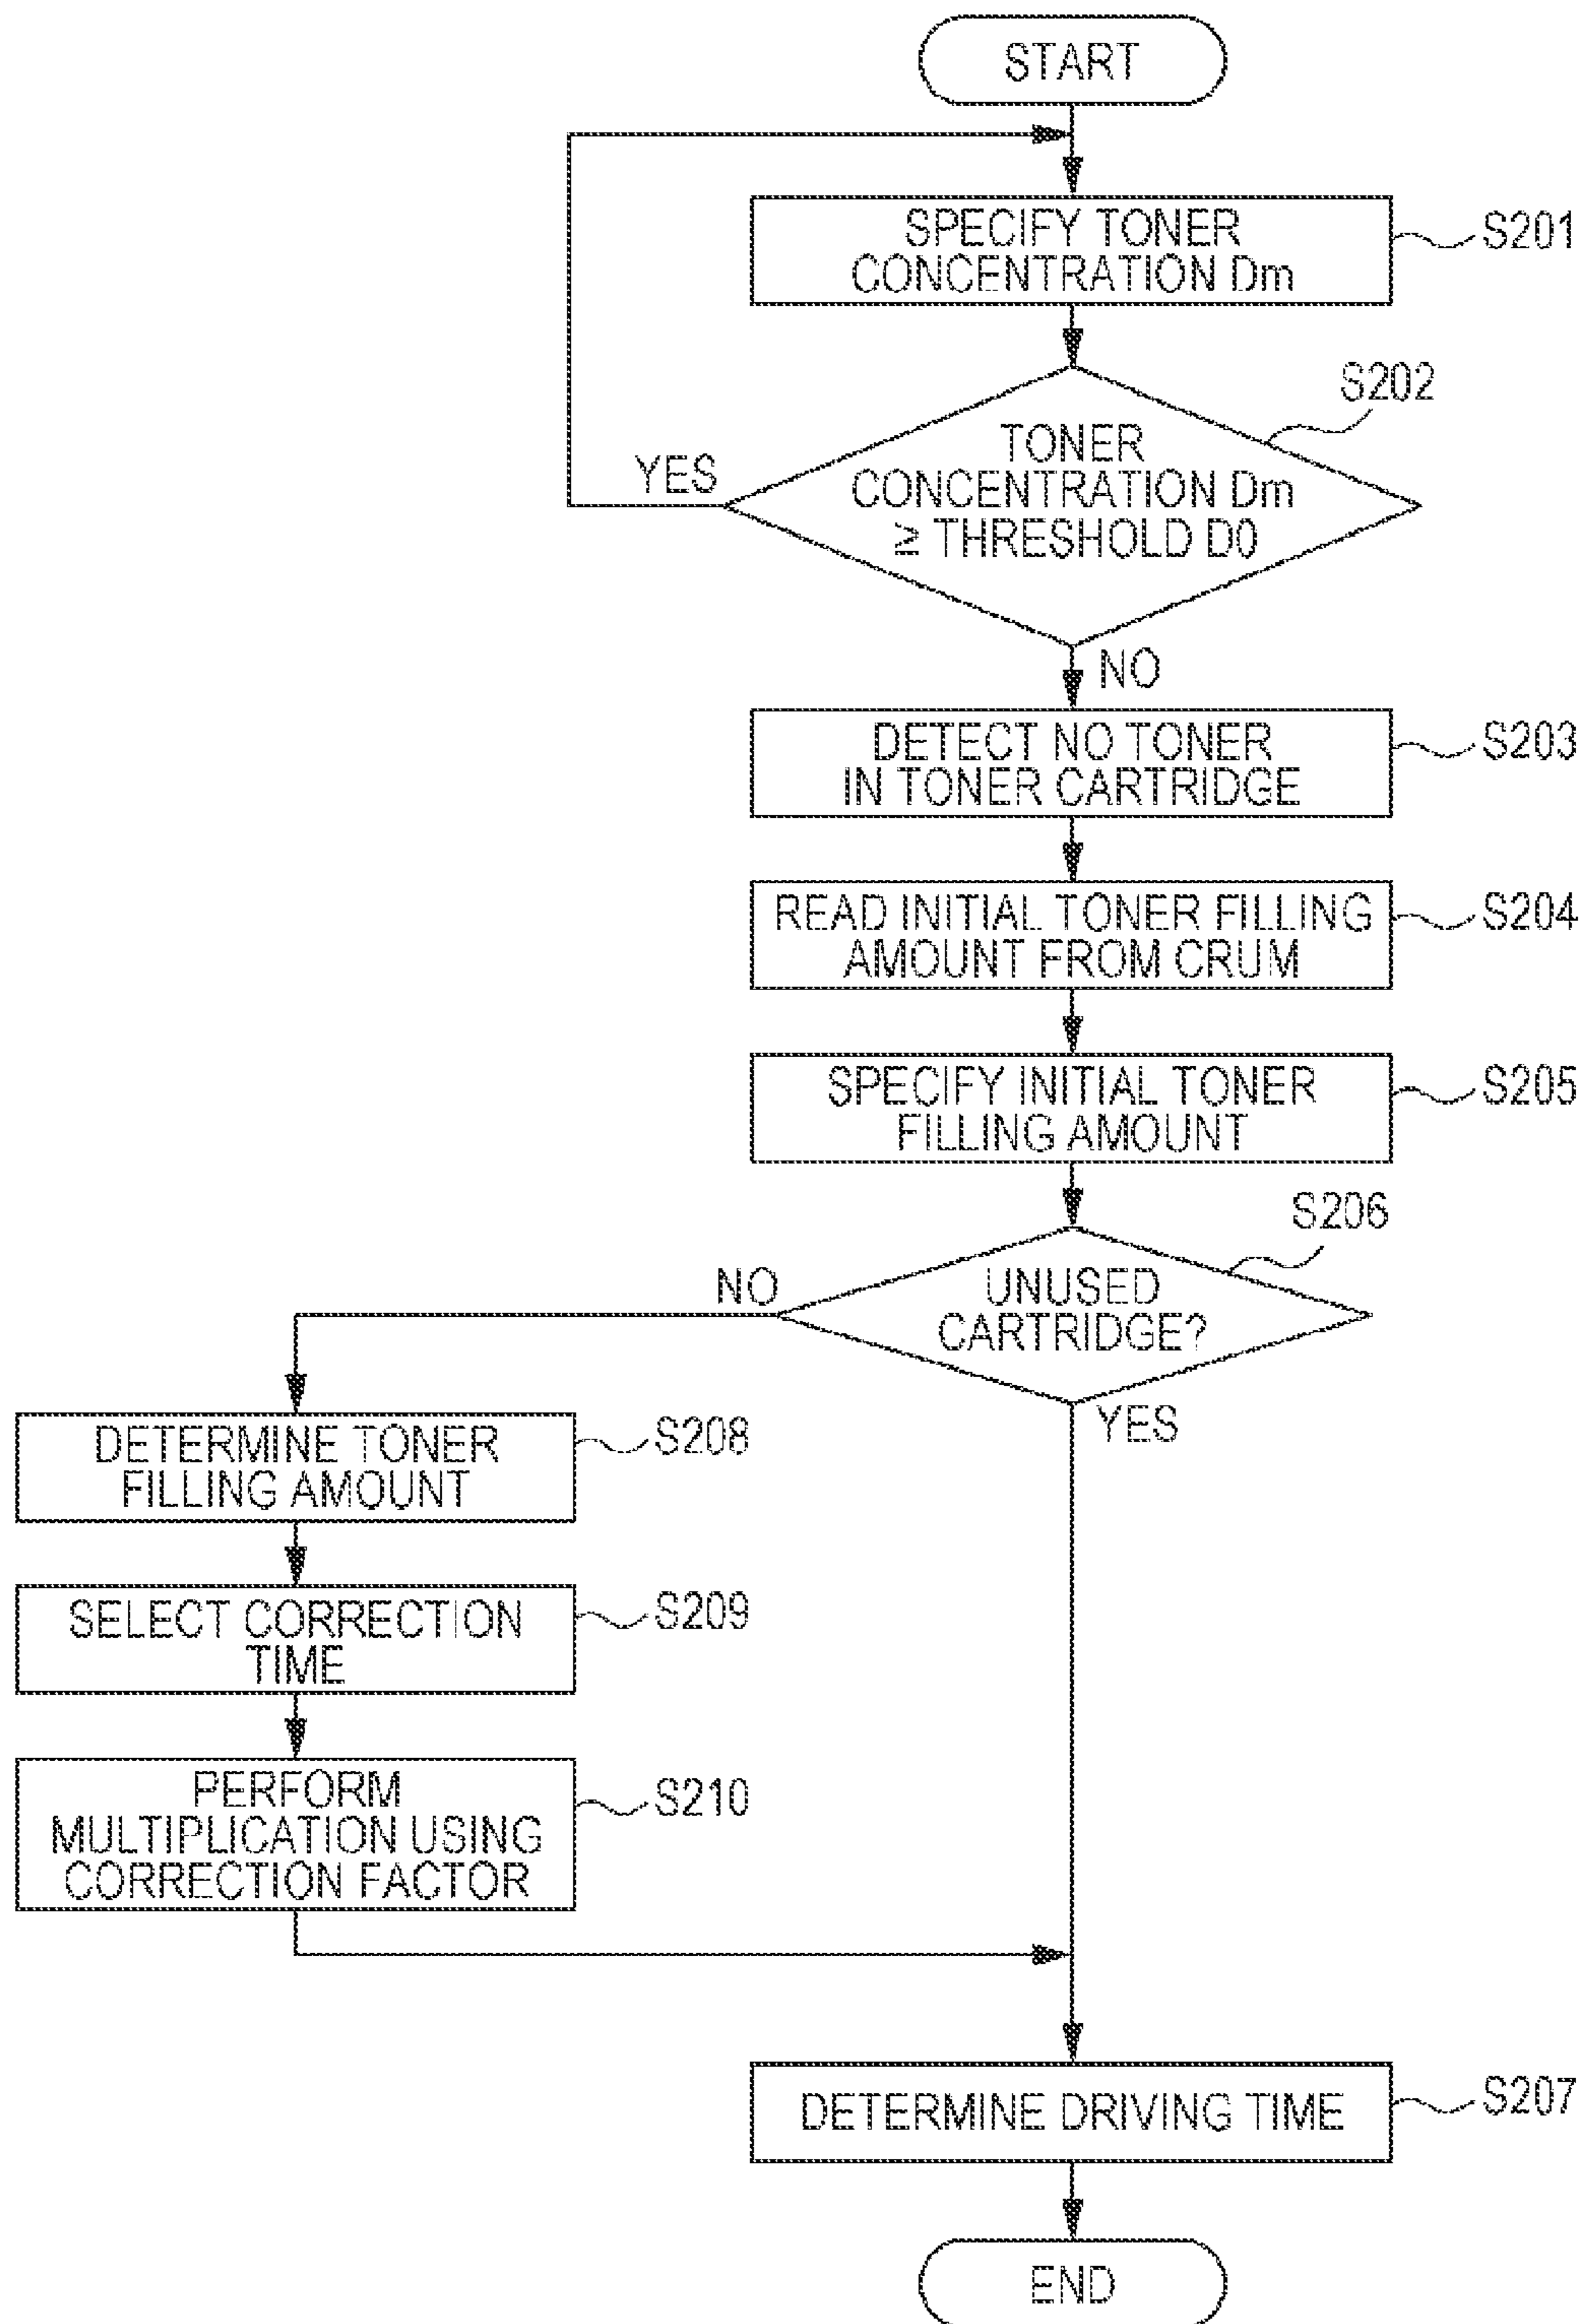 START
SPECIFY TONER
CONCENTRATION Dm
S201
S202
TONER
CONCENTRATION Dm
≥ THRESHOLD D0
YES
NO
DETECT NO TONER
IN TONER CARTRIDGE
S203
READ INITIAL TONER FILLING
AMOUNT FROM CRUM
S204
SPECIFY INITIAL TONER
FILLING AMOUNT
S205
S206
UNUSED
CARTRIDGE?
NO
YES
DETERMINE TONER
FILLING AMOUNT
S208
SELECT CORRECTION
TIME
S209
PERFORM
MULTIPLICATION USING
CORRECTION FACTOR
S210
DETERMINE DRIVING TIME
S207
END